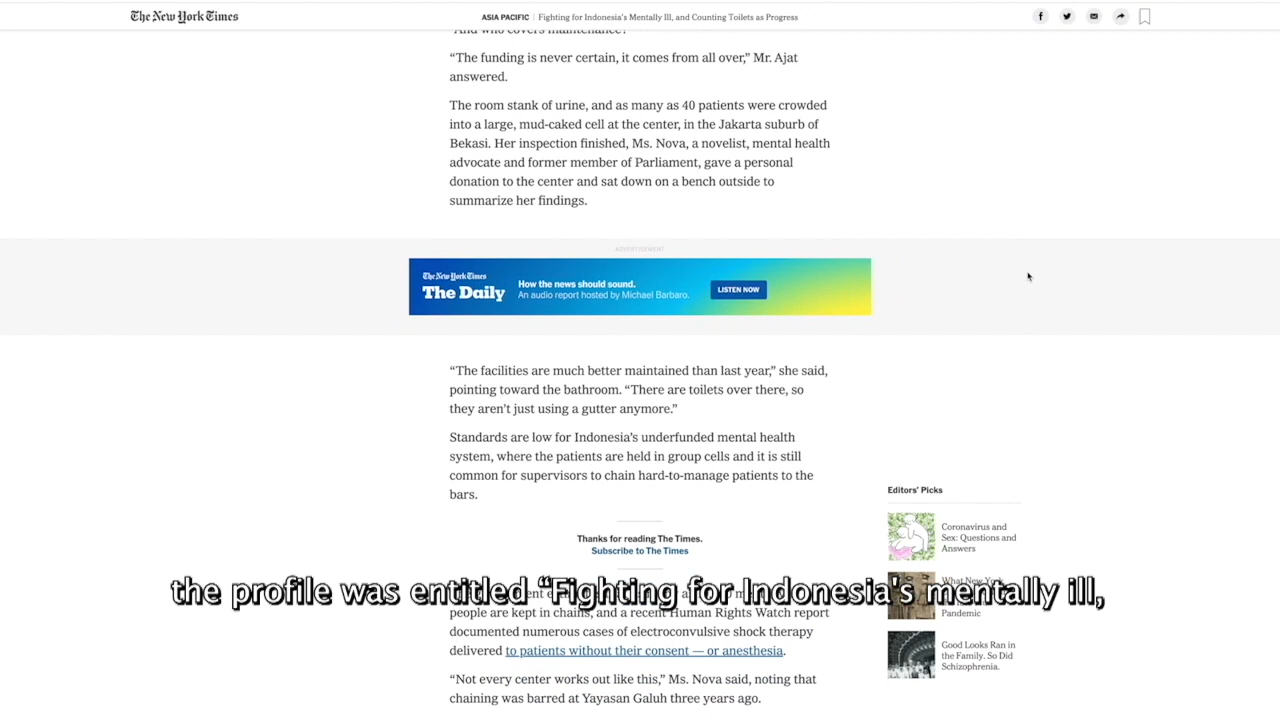 The New York Times
ASIA PACIFIC | Fighting for Indonesia's Mentally Ill, and Counting Toilets as Progress
“And who covers maintenance?”
“The funding is never certain, it comes from all over,” Mr. Ajat
answered.
The room stank of urine, and as many as 40 patients were crowded
into a large, mud-caked cell at the center, in the Jakarta suburb of
Bekasi. Her inspection finished, Ms. Nova, a novelist, mental health
advocate and former member of Parliament, gave a personal
donation to the center and sat down on a bench outside to
summarize her findings.
ADVERTISEMENT
The New York Times
The Daily
How the news should sound.
An audio report hosted by Michael Barbaro.
LISTEN NOW
“The facilities are much better maintained than last year,” she said,
pointing toward the bathroom. “There are toilets over there, so
they aren’t just using a gutter anymore.”
Standards are low for Indonesia’s underfunded mental health
system, where the patients are held in group cells and it is still
common for supervisors to chain hard-to-manage patients to the
bars.
Thanks for reading The Times.
Subscribe to The Times
the profile was entitled “Fighting for Indonesia's mentally ill,
people are kept in chains, and a recent Human Rights Watch report
documented numerous cases of electroconvulsive shock therapy
delivered to patients without their consent — or anesthesia.
“Not every center works out like this,” Ms. Nova said, noting that
chaining was barred at Yayasan Galuh three years ago.
Editors’ Picks
Coronavirus and
Sex: Questions and
Answers
What New York
Pandemic
Good Looks Ran in
the Family. So Did
Schizophrenia.